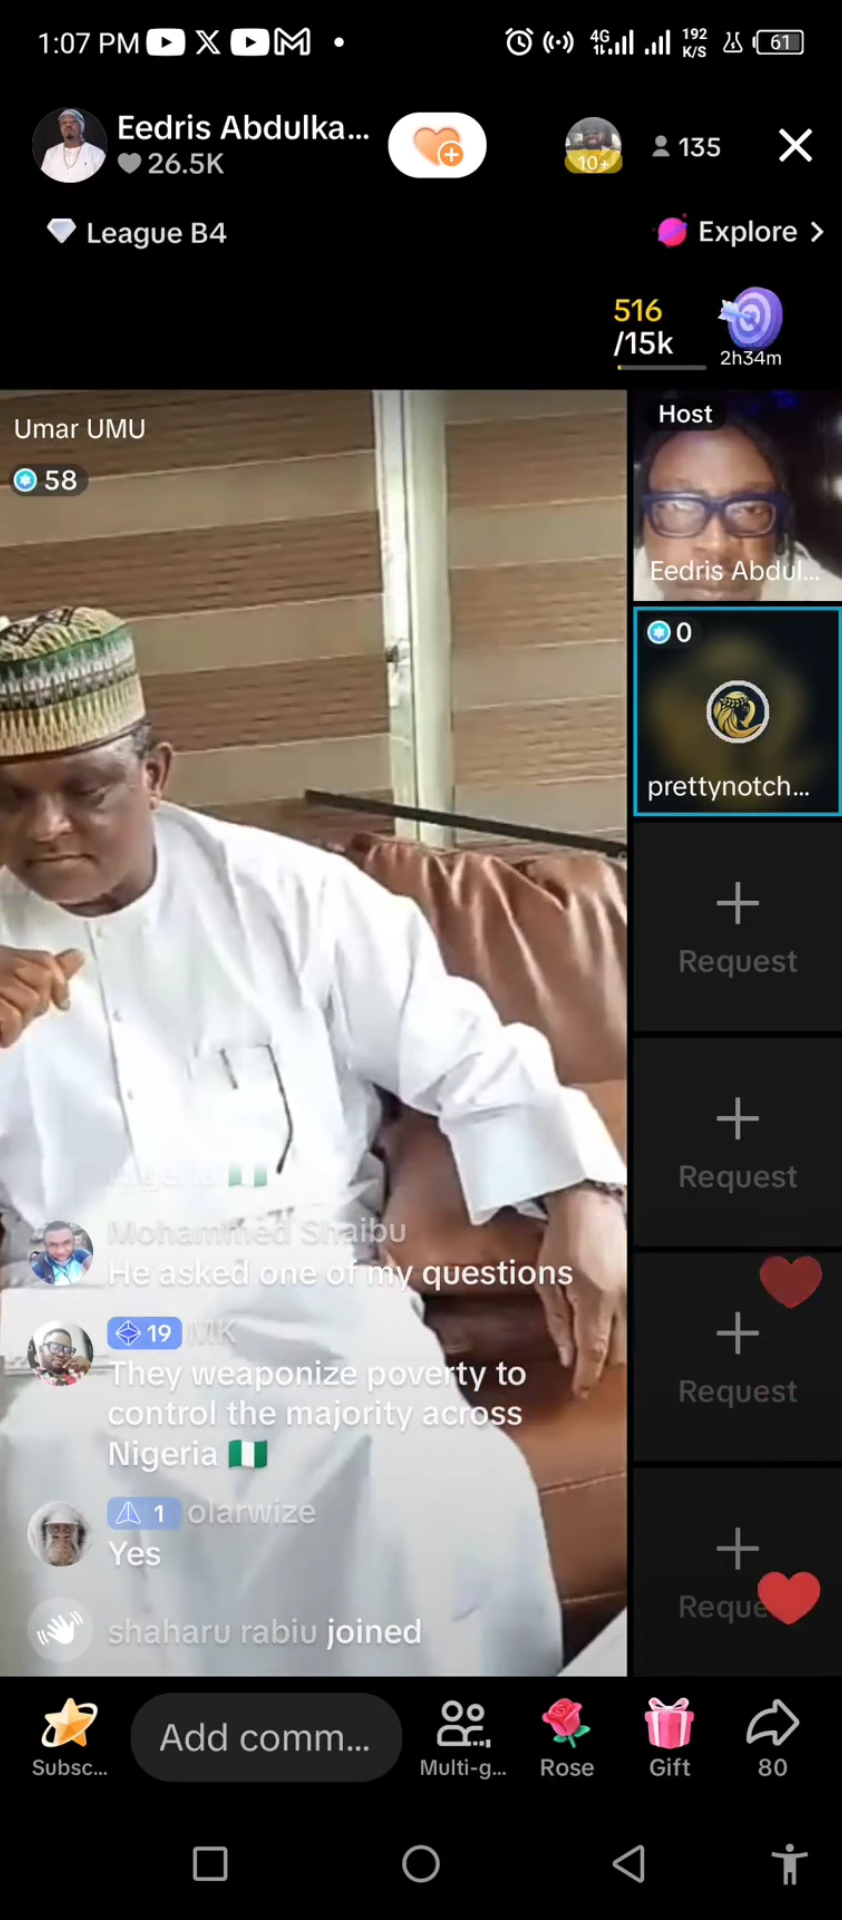 1:07 PM
4G
192
K/S
61
Eedris Abdulka...
26.5K
10+
135
League B4
Explore
516
/15k
2h34m
Umar UMU
58
Host
Eedris Abdul...
0
prettynotch...
Request
Request
Request
Reque
Nigeria
Mohammed Shaibu
He asked one of my questions
19 MK
They weaponize poverty to
control the majority across
Nigeria 🇳🇬
1 olarwize
Yes
shaharu rabiu joined
Subsc...
Add comm...
Multi-g...
Rose
Gift
80